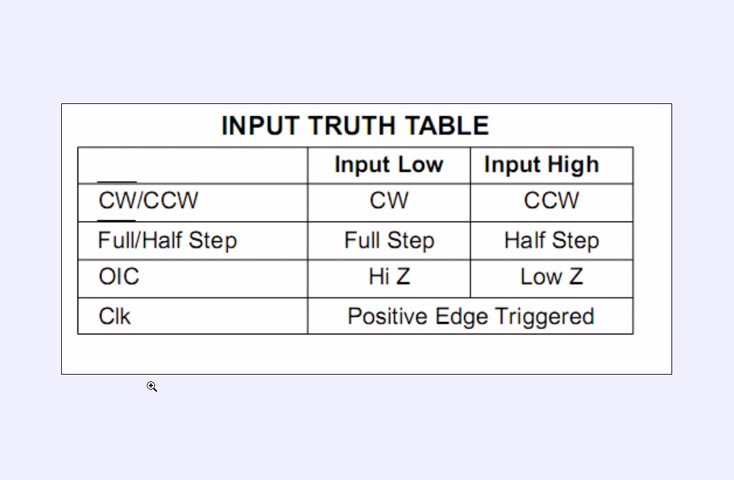 INPUT TRUTH TABLE
Input Low Input High
CW/CCW CW CCW
Full/Half Step Full Step Half Step
OIC Hi Z Low Z
Clk Positive Edge Triggered